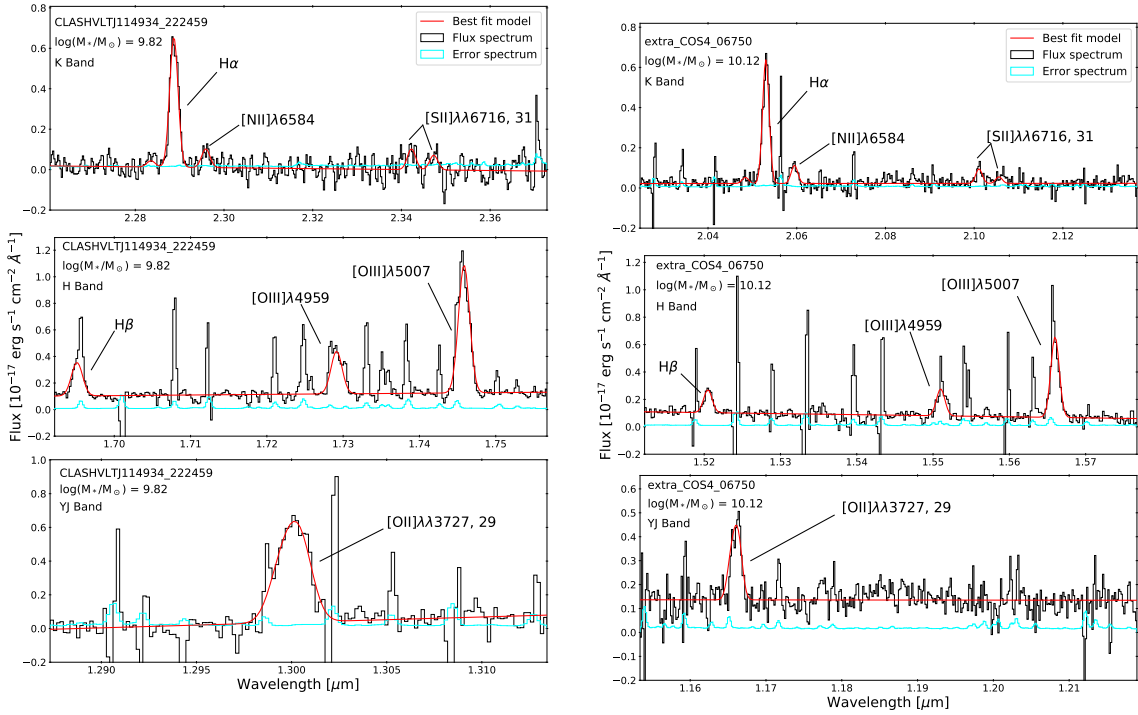 CLASHVLTJ114934_222459
log(M*/M⊙) = 9.82
K Band
Hα
[NII]λ6584
[SII]λλ6716, 31
Best fit model
Flux spectrum
Error spectrum
0.8
0.6
0.4
0.2
0.0
−0.2
2.28
2.30
2.32
2.34
2.36
CLASHVLTJ114934_222459
log(M*/M⊙) = 9.82
H Band
Hβ
[OIII]λ4959
[OIII]λ5007
1.2
1.0
0.8
0.6
0.4
0.2
0.0
−0.2
1.70
1.71
1.72
1.73
1.74
1.75
Flux [10−17 erg s−1 cm−2 Å−1]
CLASHVLTJ114934_222459
log(M*/M⊙) = 9.82
YJ Band
[OII]λλ3727, 29
1.0
0.8
0.6
0.4
0.2
0.0
−0.2
1.290
1.295
1.300
1.305
1.310
Wavelength [μm]
extra_COS4_06750
log(M*/M⊙) = 10.12
K Band
Hα
[NII]λ6584
[SII]λλ6716, 31
Best fit model
Flux spectrum
Error spectrum
0.8
0.6
0.4
0.2
0.0
−0.2
2.04
2.06
2.08
2.10
2.12
extra_COS4_06750
log(M*/M⊙) = 10.12
H Band
Hβ
[OIII]λ4959
[OIII]λ5007
1.2
1.0
0.8
0.6
0.4
0.2
0.0
−0.2
1.52
1.53
1.54
1.55
1.56
1.57
Flux [10−17 erg s−1 cm−2 Å−1]
extra_COS4_06750
log(M*/M⊙) = 10.12
YJ Band
[OII]λλ3727, 29
0.6
0.5
0.4
0.3
0.2
0.1
0.0
−0.1
−0.2
1.16
1.17
1.18
1.19
1.20
1.21
Wavelength [μm]